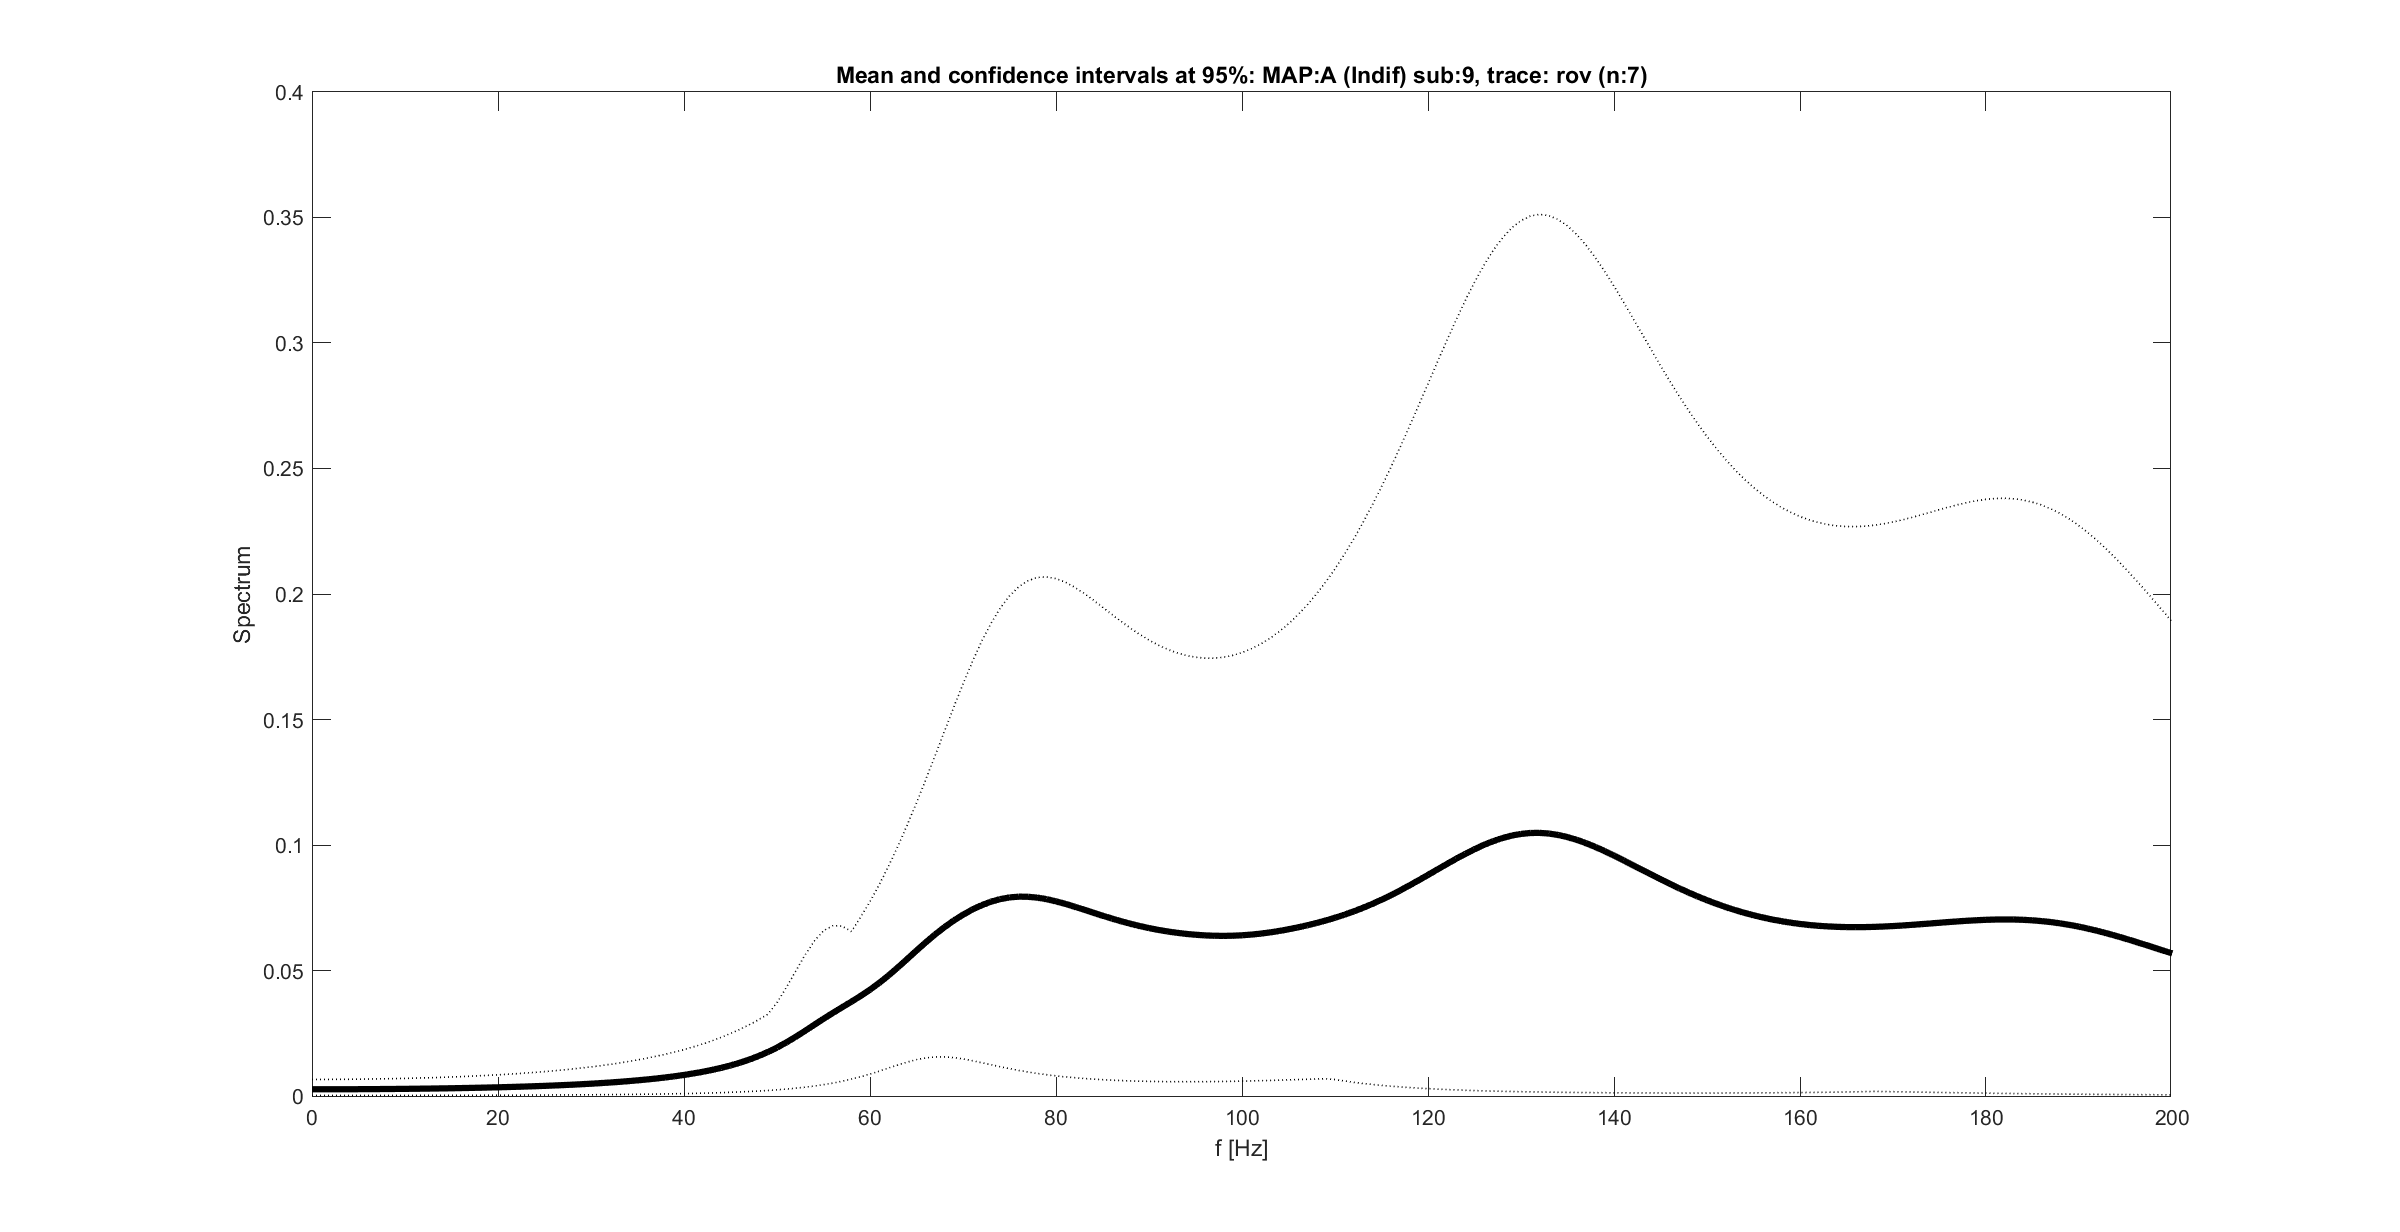 Mean and confidence intervals at 95%: MAP:A (Indif) sub:9, trace: rov (n:7)
0.4
0.35
0.3
0.25
0.2
0.15
0.1
0.05
0
Spectrum
0 20 40 60 80 100 120 140 160 180 200
f [Hz]